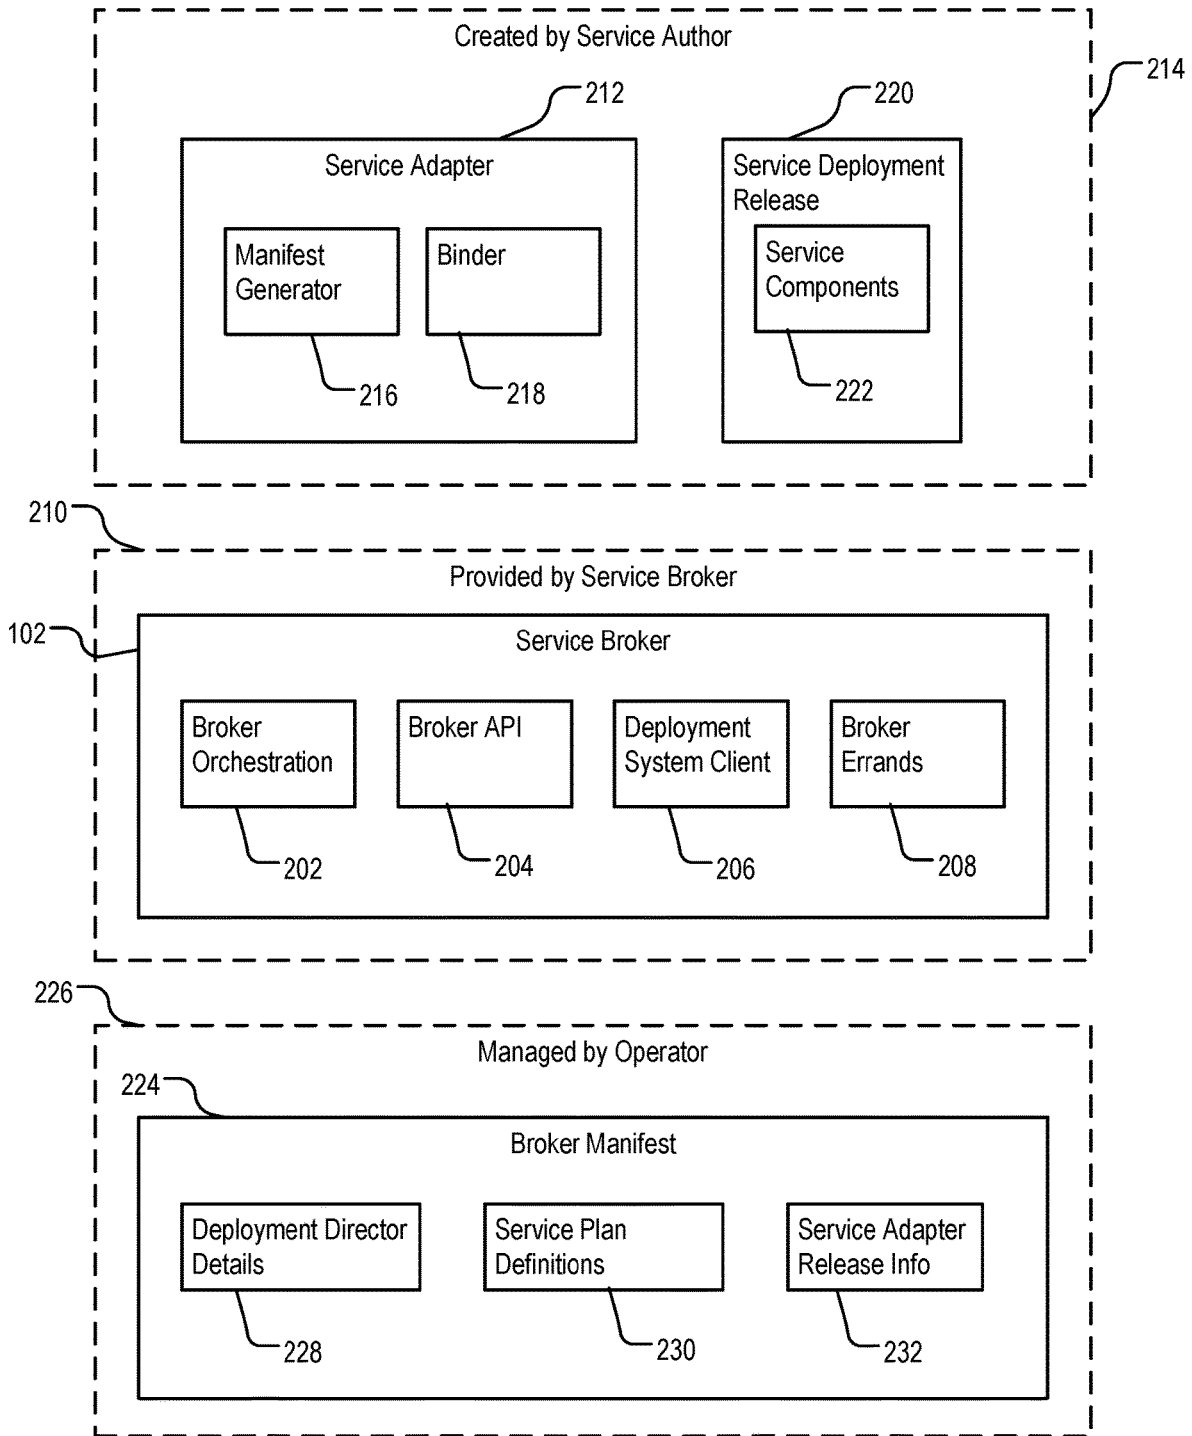 Created by Service Author
214
212
220
Service Adapter
Service Deployment
Release
Manifest
Generator
Binder
Service
Components
216
218
222
210
Provided by Service Broker
102
Service Broker
Broker
Orchestration
Broker API
Deployment
System Client
Broker
Errands
202
204
206
208
226
Managed by Operator
224
Broker Manifest
Deployment Director
Details
Service Plan
Definitions
Service Adapter
Release Info
228
230
232